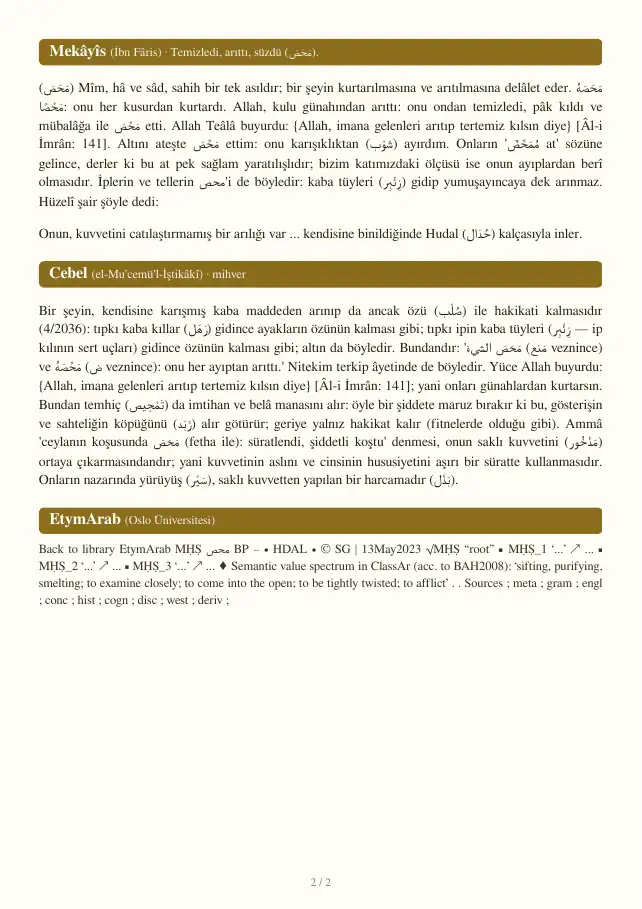 Mekâyîs (İbn Fâris) · Temizledi, arıttı, süzdü (مَحَصَ).
(مَحَصَ) Mîm, hâ ve sâd, sahih bir tek asıldır; bir şeyin kurtarılmasına ve arıtılmasına delâlet eder. مَحَصَهُ
مَحْصًا: onu her kusurdan kurtardı. Allah, kulu günahından arıttı: onu ondan temizledi, pâk kıldı ve
mübalâğa ile مَحَّصَ etti. Allah Teâlâ buyurdu: {Allah, imana gelenleri arıtıp tertemiz kılsın diye} [Âl-i
İmrân: 141]. Altını ateşte مَحَّصَ ettim: onu karışıklıktan (شَوْب) ayırdım. Onların 'مُمَحَّصٌ at' sözüne
gelince, derler ki bu at pek sağlam yaratılışlıdır; bizim katımızdaki ölçüsü ise onun ayıplardan berî
olmasıdır. İplerin ve tellerin محص'i de böyledir: kaba tüyleri (زِئْبِر) gidip yumuşayıncaya dek arınmaz.
Hüzelî şair şöyle dedi:
Onun, kuvvetini catılaştırmamış bir arılığı var ... kendisine binildiğinde Hudal (حُدَال) kalçasıyla inler.
Cebel (el-Mu'cemü'l-İştikâkî) · mihver
Bir şeyin, kendisine karışmış kaba maddeden arınıp da ancak özü (صُلْب) ile hakikati kalmasıdır
(4/2036): tıpkı kaba kıllar (زَهَل) gidince ayakların özünün kalması gibi; tıpkı ipin kaba tüyleri (زِئْبِر — ip
kılının sert uçları) gidince özünün kalması gibi; altın da böyledir. Bundandır: 'مَحَصَ الشيءَ (مَنَعَ veznince)
ve مَحَّصَهُ (ض veznince): onu her ayıptan arıttı.' Nitekim terkip âyetinde de böyledir. Yüce Allah buyurdu:
{Allah, imana gelenleri arıtıp tertemiz kılsın diye} [Âl-i İmrân: 141]; yani onları günahlardan kurtarsın.
Bundan temhiç (تَمْحِيص) da imtihan ve belâ manasını alır: öyle bir şiddete maruz bırakır ki bu, gösterişin
ve sahteliğin köpüğünü (زَبَد) alır götürür; geriye yalnız hakikat kalır (fitnelerde olduğu gibi). Ammâ
'ceylanın koşusunda مَحَصَ (fetha ile): süratlendi, şiddetli koştu' denmesi, onun saklı kuvvetini (مَذْخُور)
ortaya çıkarmasındandır; yani kuvvetinin aslını ve cinsinin hususiyetini aşırı bir süratte kullanmasıdır.
Onların nazarında yürüyüş (سَيْر), saklı kuvvetten yapılan bir harcamadır (بَذْل).
EtymArab (Oslo Üniversitesi)
Back to library EtymArab MḤṢ محص BP – • HDAL • © SG | 13May2023 √MḤṢ “root” ▪ MḤṢ_1 ‘...’ ↗ ... ▪
MḤṢ_2 ‘...’ ↗ ... ▪ MḤṢ_3 ‘...’ ↗ ... ♦ Semantic value spectrum in ClassAr (acc. to BAH2008): ‘sifting, purifying,
smelting; to examine closely; to come into the open; to be tightly twisted; to afflict’ . . Sources ; meta ; gram ; engl
; conc ; hist ; cogn ; disc ; west ; deriv ;
2 / 2